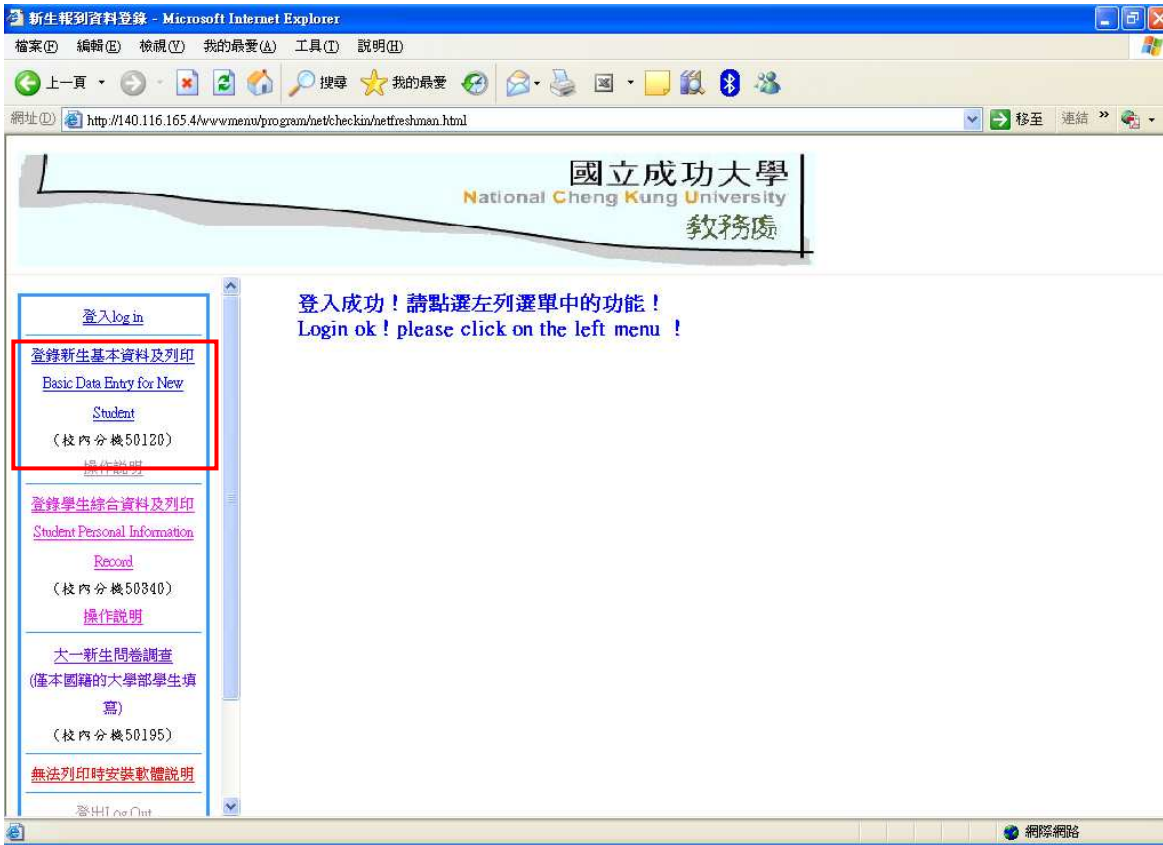 新生報到資料登錄 - Microsoft Internet Explorer
檔案(F) 編輯(E) 檢視(V) 我的最愛(A) 工具(T) 說明(H)
上一頁 搜尋 我的最愛
網址(D) http://140.116.165.4/wwwmenu/program/net/checkin/netfreshman.html 移至 連結 »
國立成功大學
National Cheng Kung University
教務處
登入log in
登錄新生基本資料及列印
Basic Data Entry for New
Student
(校內分機50120)
操作說明
登錄學生綜合資料及列印
Student Personal Information
Record
(校內分機50340)
操作說明
大一新生問卷調查
(僅本國籍的大學部學生填
寫)
(校內分機50195)
無法列印時安裝軟體說明
登出Log Out
登入成功！請點選左列選單中的功能！
Login ok ! please click on the left menu ！
網際網路